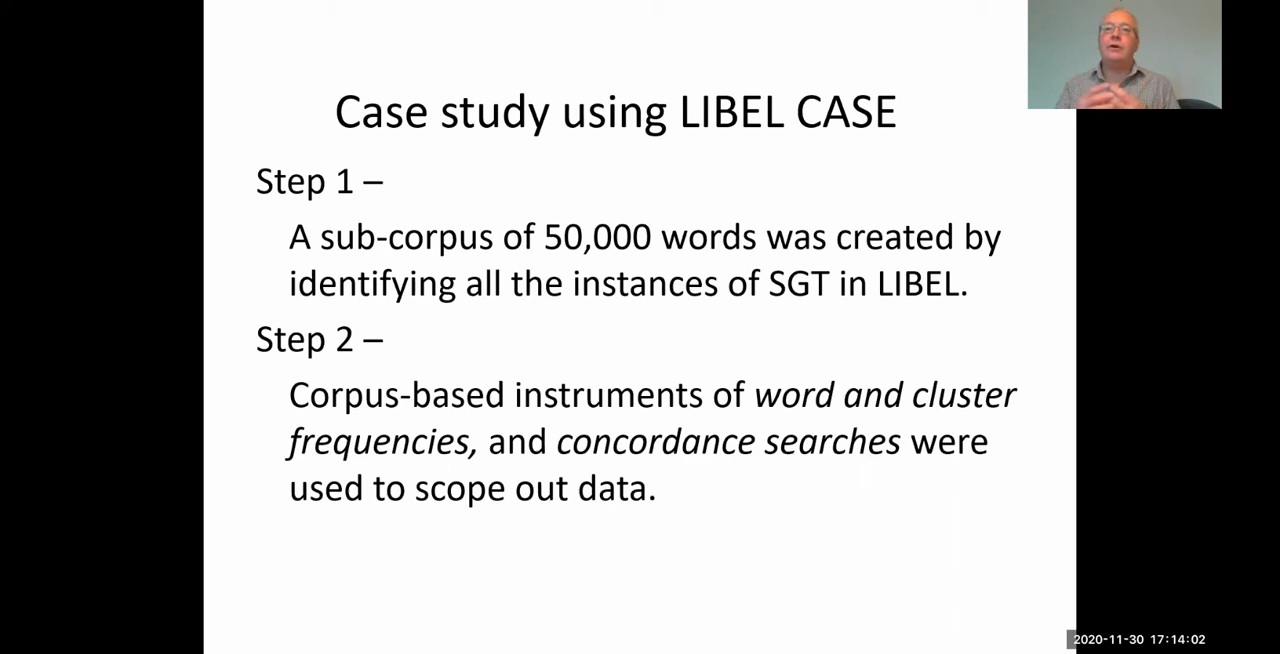 Case study using LIBEL CASE
Step 1 –
A sub-corpus of 50,000 words was created by
identifying all the instances of SGT in LIBEL.
Step 2 –
Corpus-based instruments of word and cluster
frequencies, and concordance searches were
used to scope out data.
2020-11-30 17:14:02